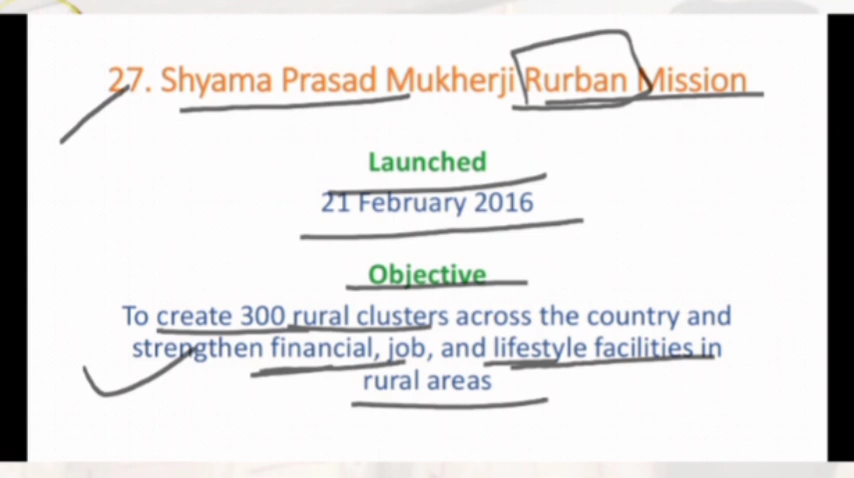 27. Shyama Prasad Mukherji Rurban Mission
Launched
21 February 2016
Objective
To create 300 rural clusters across the country and
strengthen financial, job, and lifestyle facilities in
rural areas